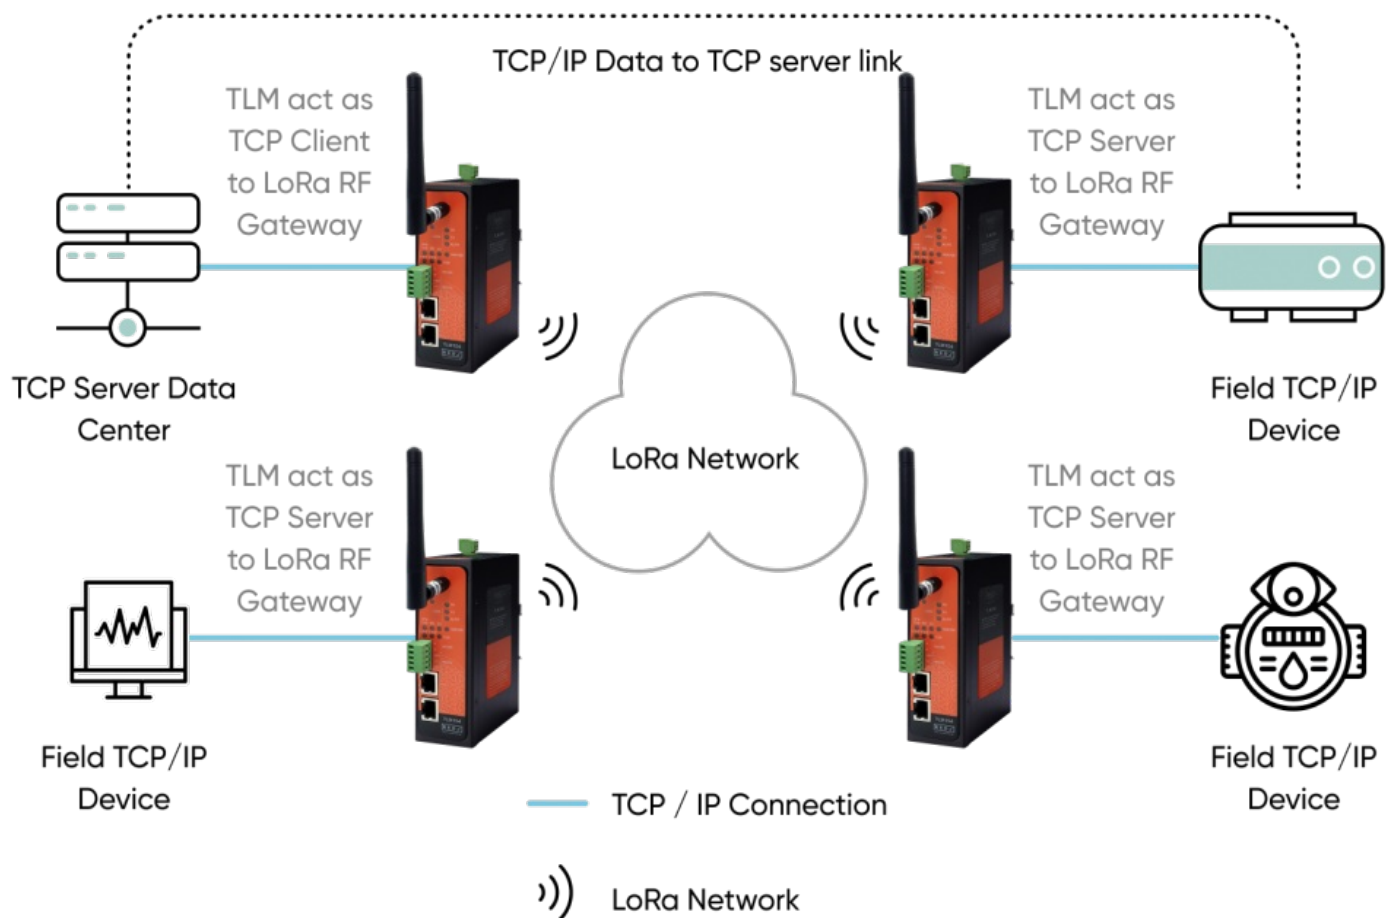 TCP/IP Data to TCP server link
TLM act as
TCP Client
to LoRa RF
Gateway
TLM act as
TCP Server
to LoRa RF
Gateway
TCP Server Data
Center
Field TCP/IP
Device
LoRa Network
TLM act as
TCP Server
to LoRa RF
Gateway
TLM act as
TCP Server
to LoRa RF
Gateway
Field TCP/IP
Device
Field TCP/IP
Device
TCP / IP Connection
LoRa Network